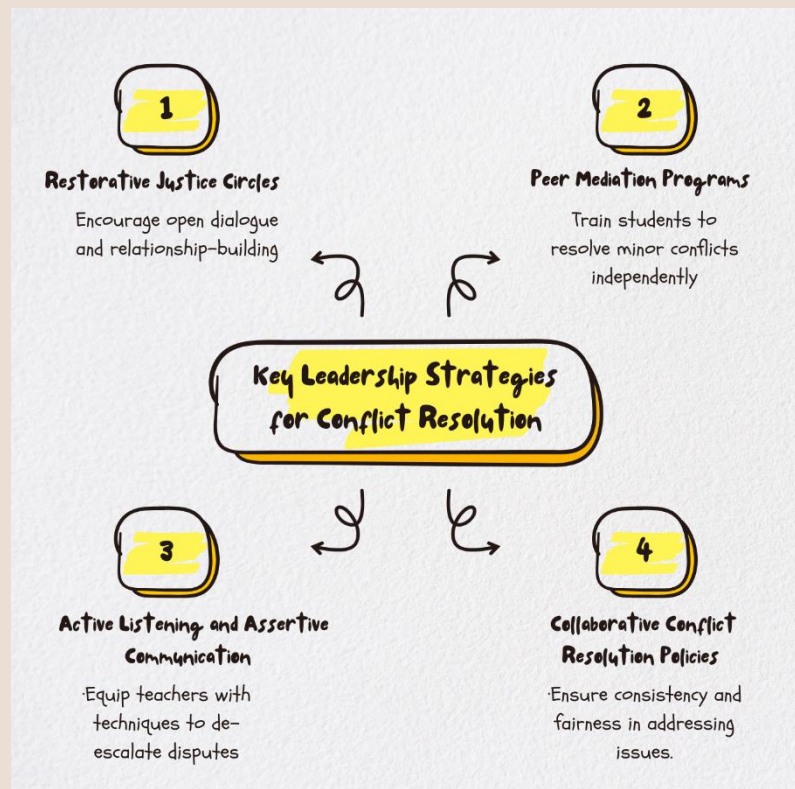 1
Restorative Justice Circles
Encourage open dialogue
and relationship-building
2
Peer Mediation Programs
Train students to
resolve minor conflicts
independently
Key Leadership Strategies
for Conflict Resolution
3
Active Listening and Assertive
Communication
·Equip teachers with
techniques to de-
escalate disputes
4
Collaborative Conflict
Resolution Policies
·Ensure consistency and
fairness in addressing
issues.